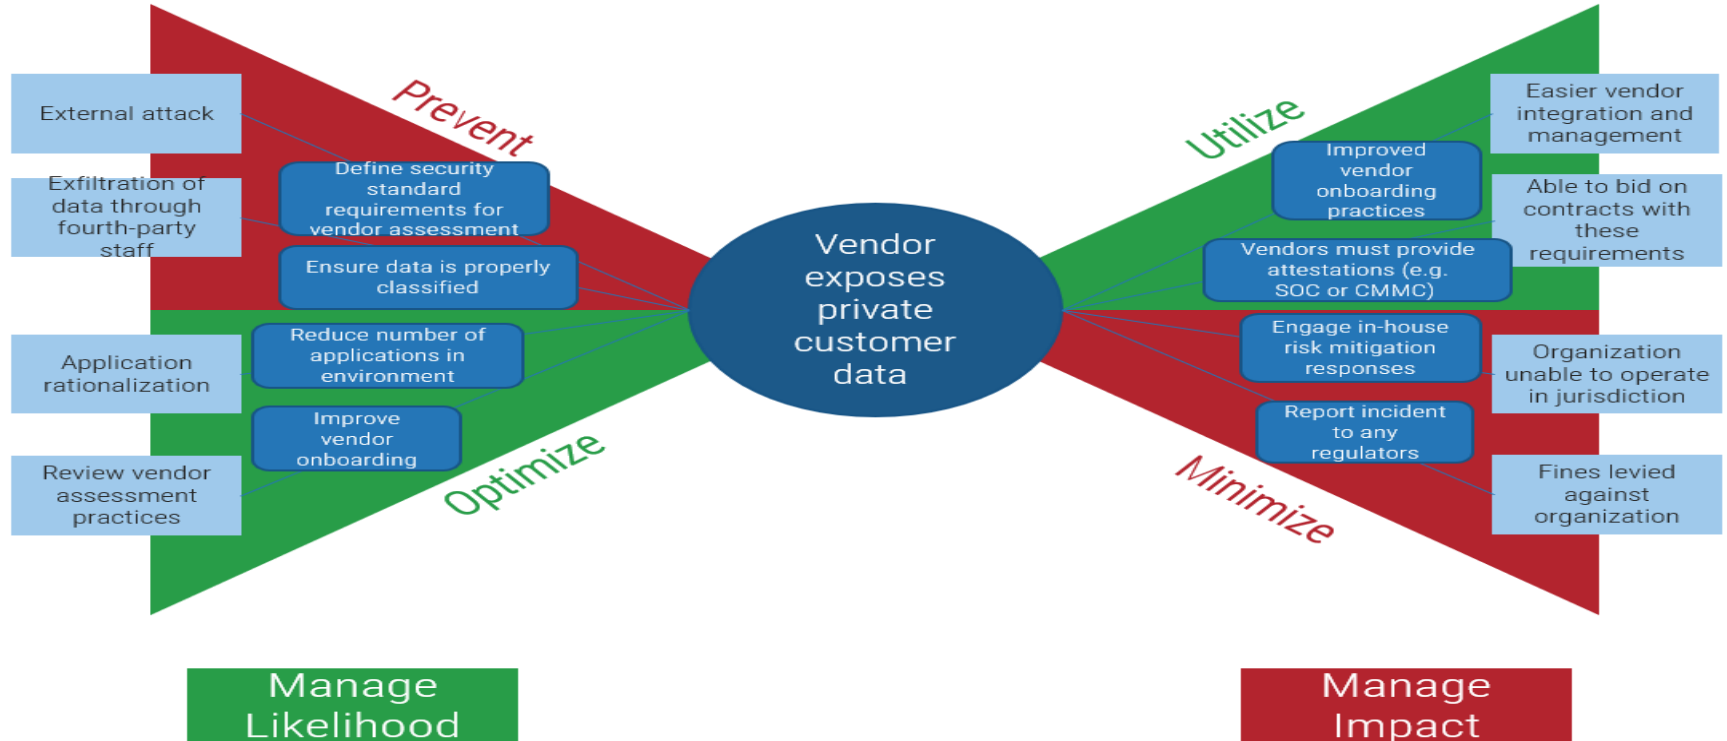 Prevent
Utilize
External attack
Exfiltration of
data through
fourth-party
staff
Define security
standard
requirements for
vendor assessment
Ensure data is properly
classified
Application
rationalization
Reduce number of
applications in
environment
Review vendor
assessment
practices
Improve
vendor
onboarding
Optimize
Vendor
exposes
private
customer
data
Improved
vendor
onboarding
practices
Easier vendor
integration and
management
Vendors must provide
attestations (e.g.
SOC or CMMC)
Able to bid on
contracts with
these
requirements
Engage in-house
risk mitigation
responses
Organization
unable to operate
in jurisdiction
Report incident
to any
regulators
Fines levied
against
organization
Minimize
Manage
Likelihood
Manage
Impact